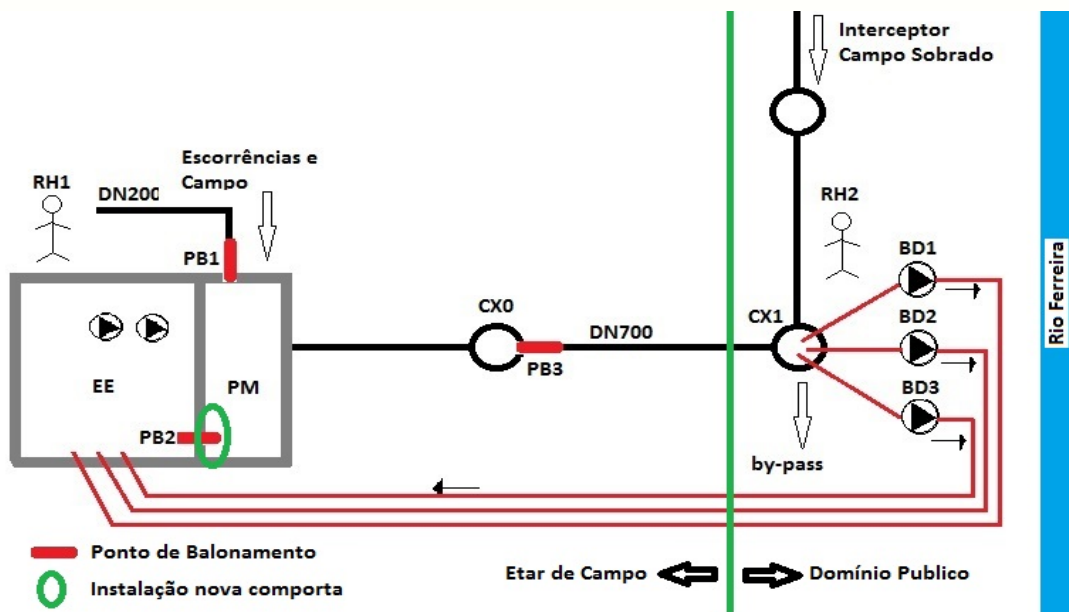 Interceptor
Campo Sobrado
Escorrências e
Campo
RH1
DN200
RH2
PB1
BD1
CX0
DN700
CX1
BD2
PB3
EE
PM
BD3
PB2
by-pass
Rio Ferreira
Ponto de Balonamento
Instalação nova comporta
Etar de Campo
Domínio Publico